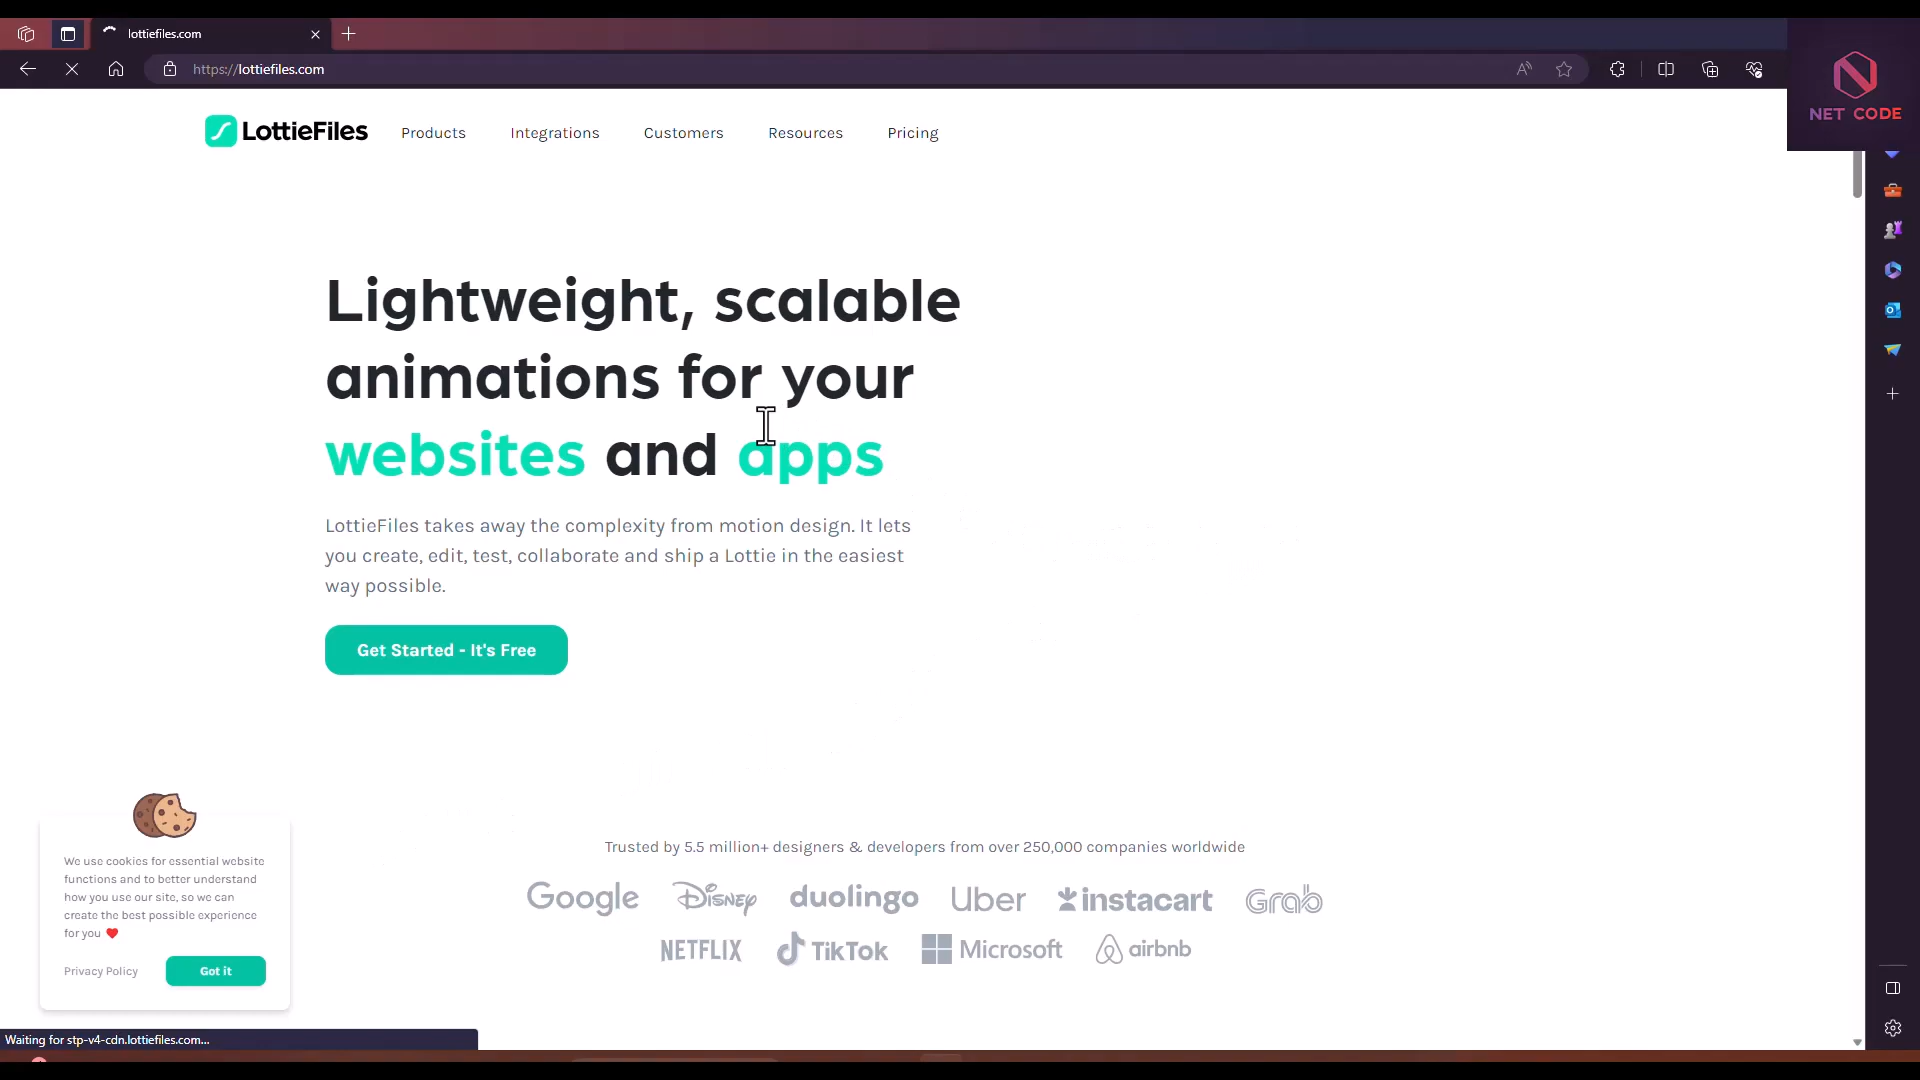 lottiefiles.com
https://lottiefiles.com
NET CODE
LottieFiles
Products
Integrations
Customers
Resources
Pricing
Lightweight, scalable
animations for your
websites and apps
LottieFiles takes away the complexity from motion design. It lets
you create, edit, test, collaborate and ship a Lottie in the easiest
way possible.
Get Started - It's Free
Trusted by 5.5 million+ designers & developers from over 250,000 companies worldwide
Google Disney duolingo Uber instacart Grab
NETFLIX TikTok Microsoft airbnb
We use cookies for essential website
functions and to better understand
how you use our site, so we can
create the best possible experience
for you ❤️
Privacy Policy
Got it
Waiting for stp-v4-cdn.lottiefiles.com...